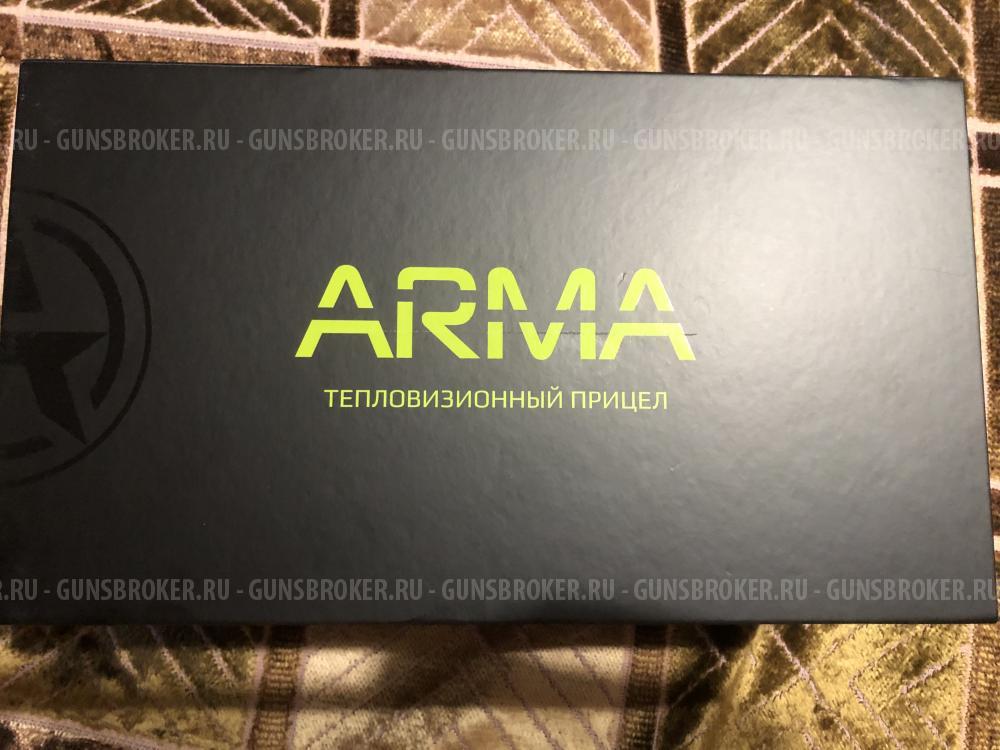 RU - GUNSBROKER.RU - GUNSBROKER.RU - GUNSBROKER.RU - GUNSBROKER.RU - GUNSBROKER.RU
ARMA
ТЕПЛОВИЗИОННЫЙ ПРИЦЕЛ
.RU - GUNSBROKER.RU - GUNSBROKER.RU - GUNSBROKER.RU - GUNSBROKER.RU - GUNSBROKER.RU